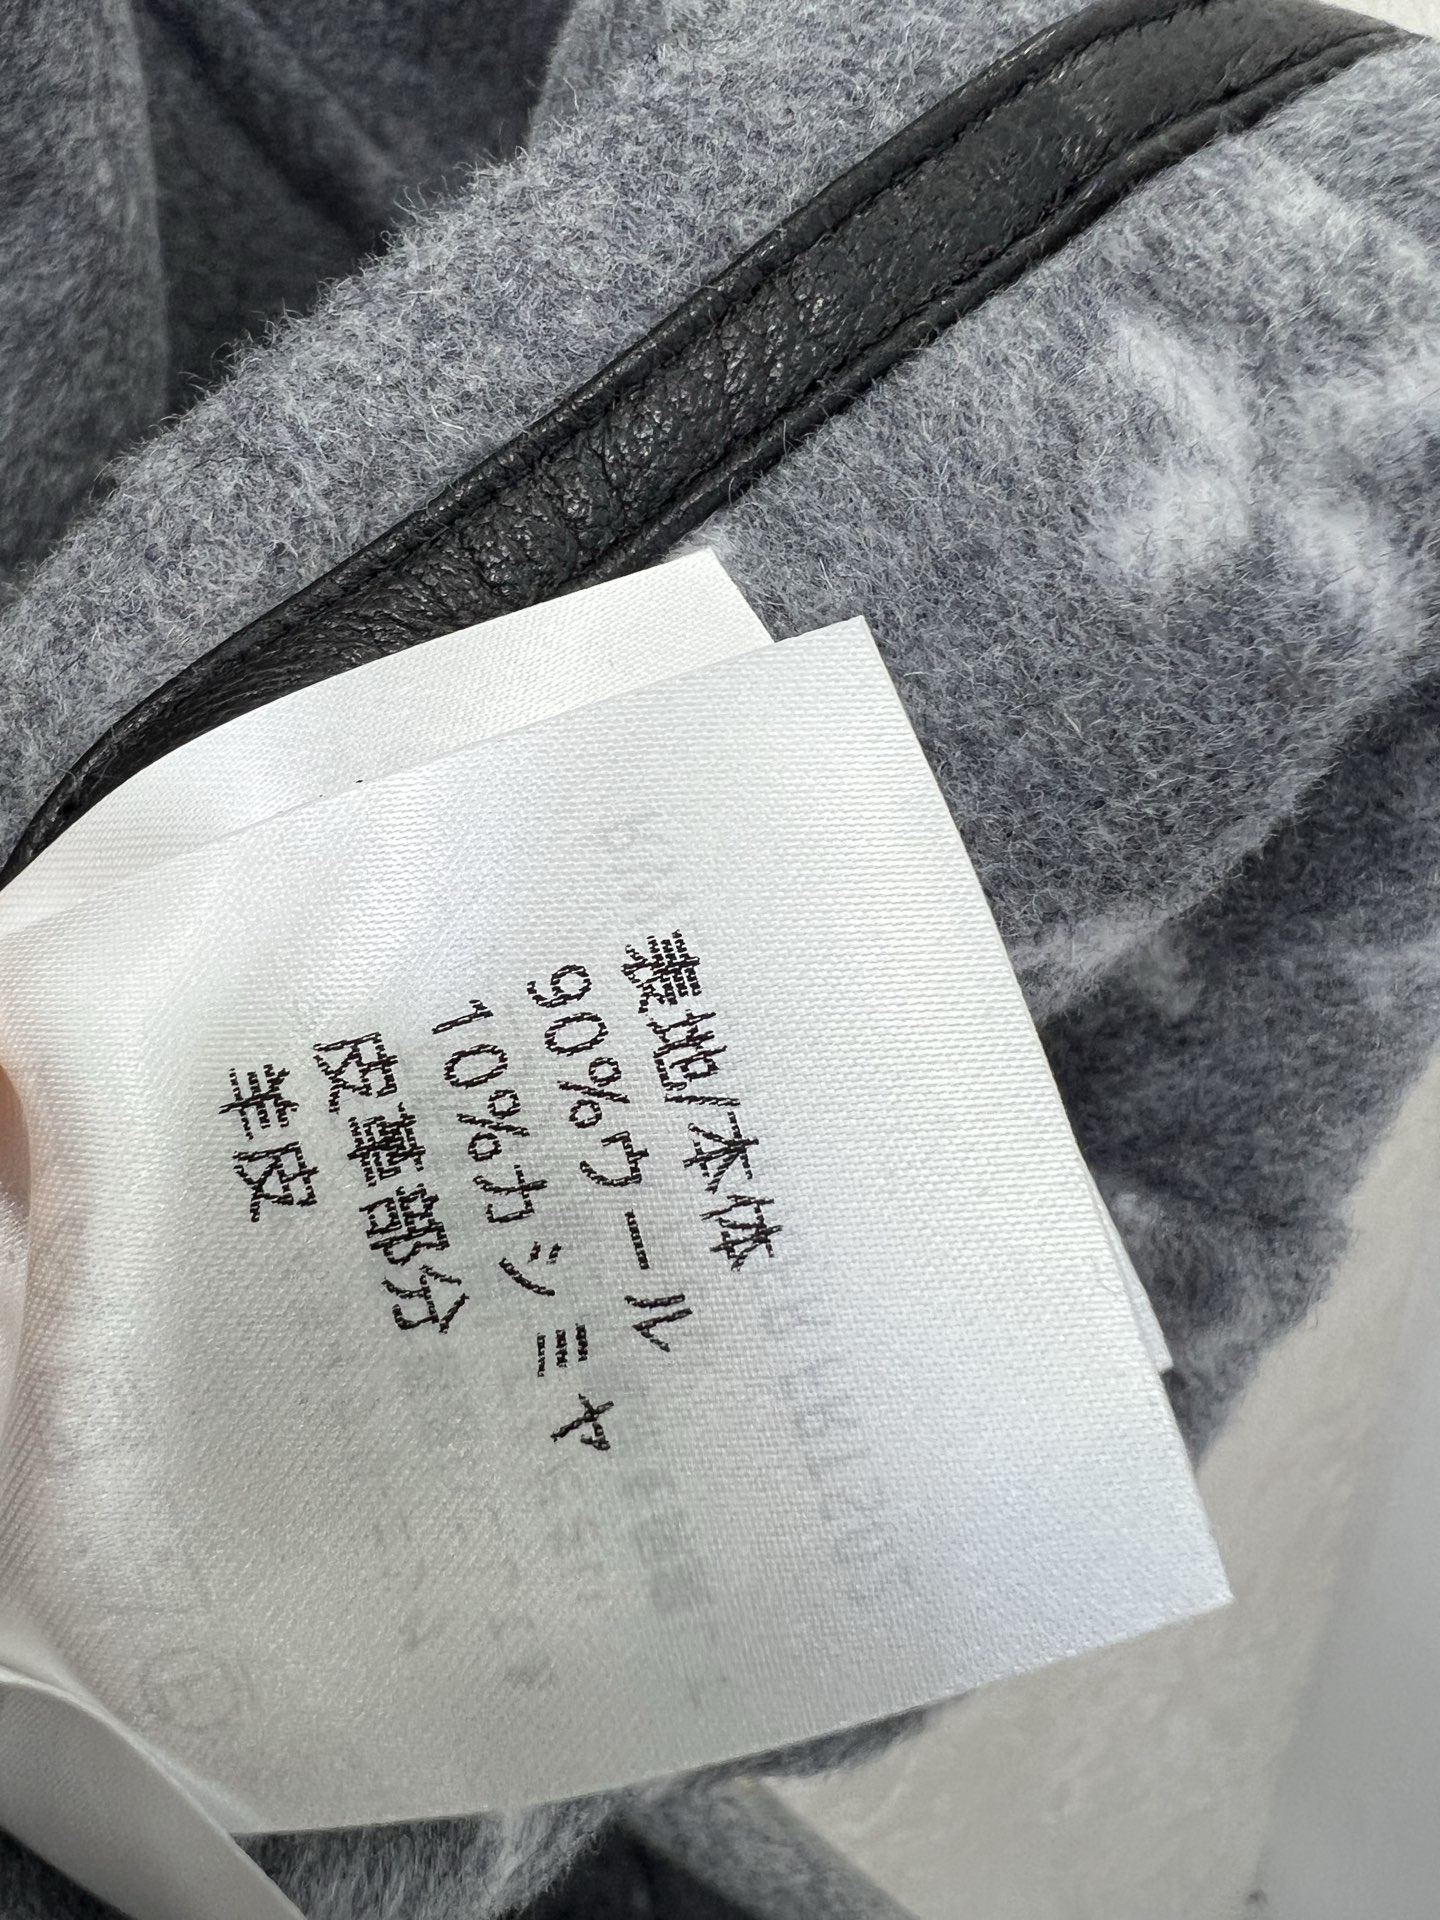 表地/本体
90%ウール
10%カシミヤ
皮革部分
羊皮